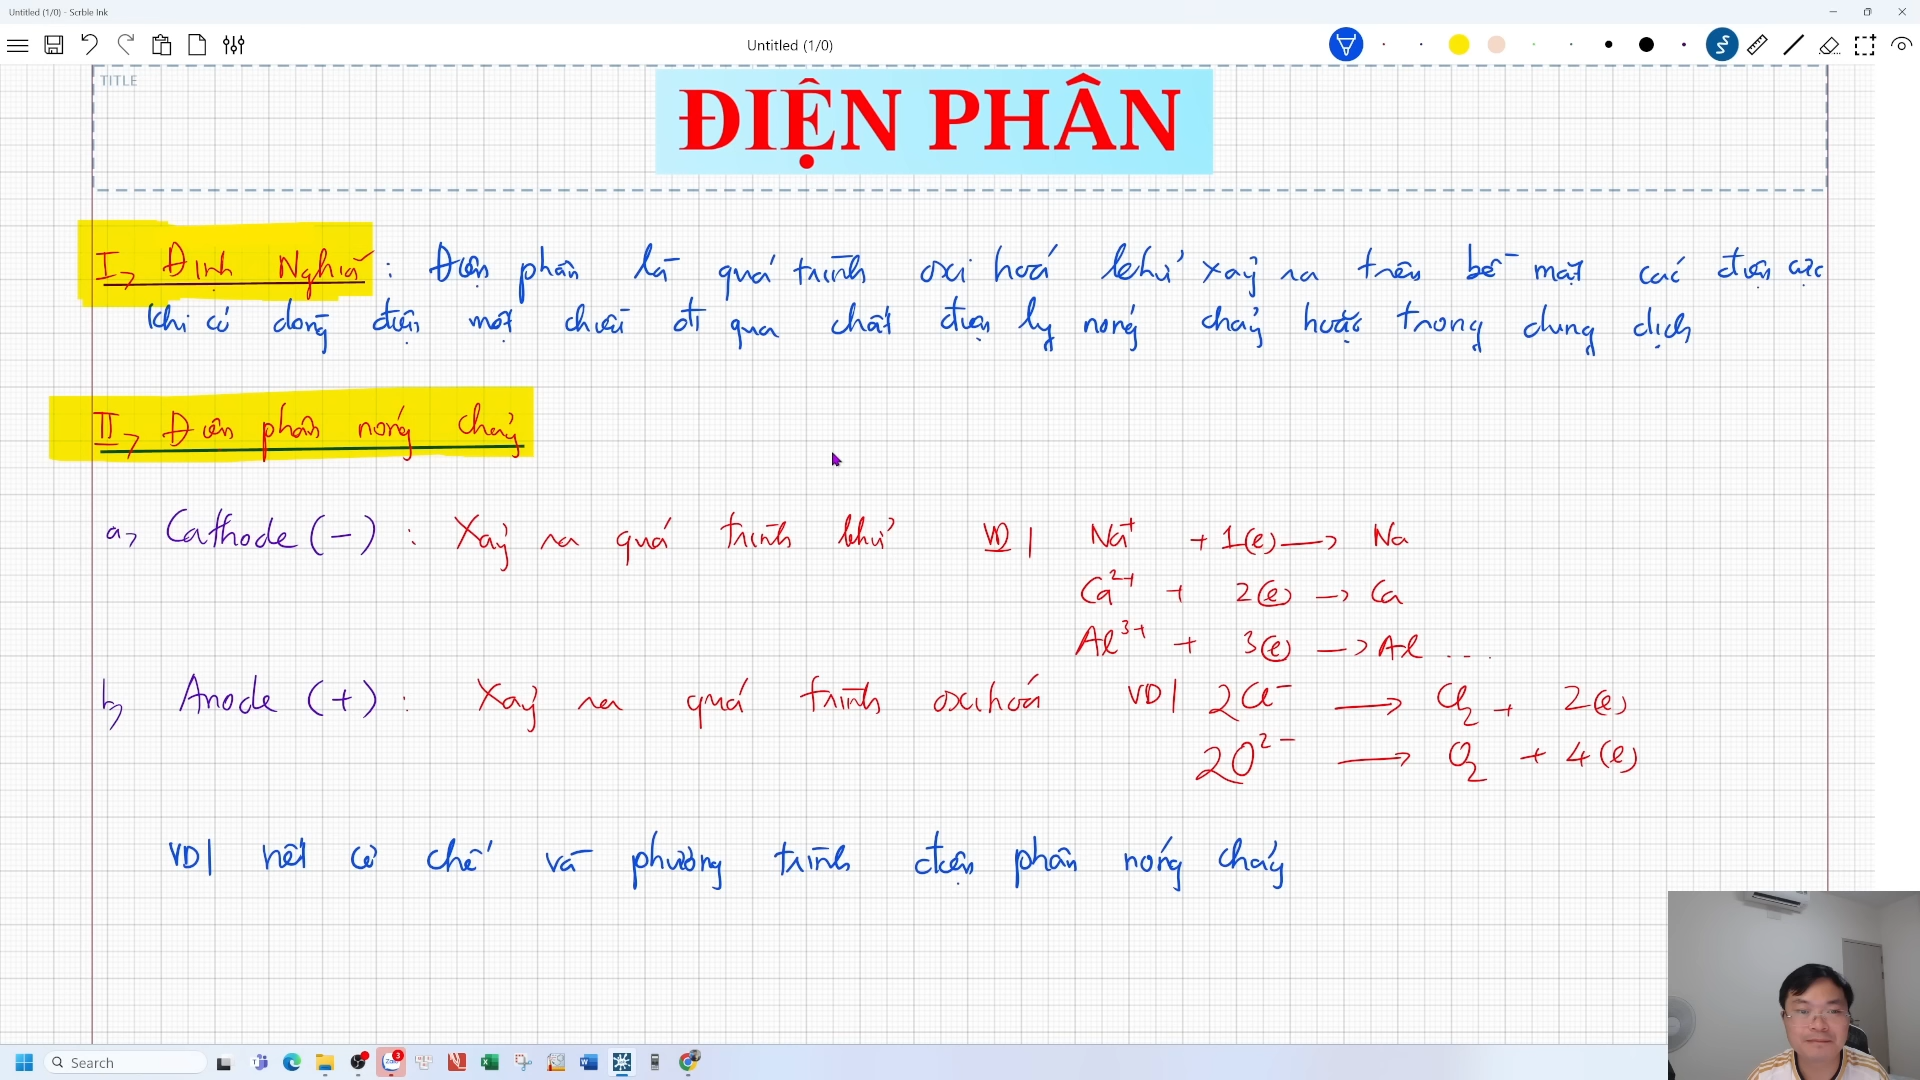 Untitled (1/0) - Scrble Ink
Untitled (1/0)
TITLE
ĐIỆN PHÂN
I, Định Nghĩa : Điện phân là quá trình oxi hoá khử xảy ra trên bề mặt các điện cực
khi có dòng điện một chiều đi qua chất điện ly nóng chảy hoặc trong dung dịch
II, Điện phân nóng chảy
a, Cathode (-) : Xảy ra quá trình khử VD| Na⁺ + 1(e) → Na
Ca²⁺ + 2(e) → Ca
Al³⁺ + 3(e) → Al ...
b, Anode (+) : Xảy ra quá trình oxi hoá VD| 2Cl⁻ → Cl₂ + 2(e)
2O²⁻ → O₂ + 4(e)
VD| nết cơ chế và phương trình điện phân nóng chảy
Search
3